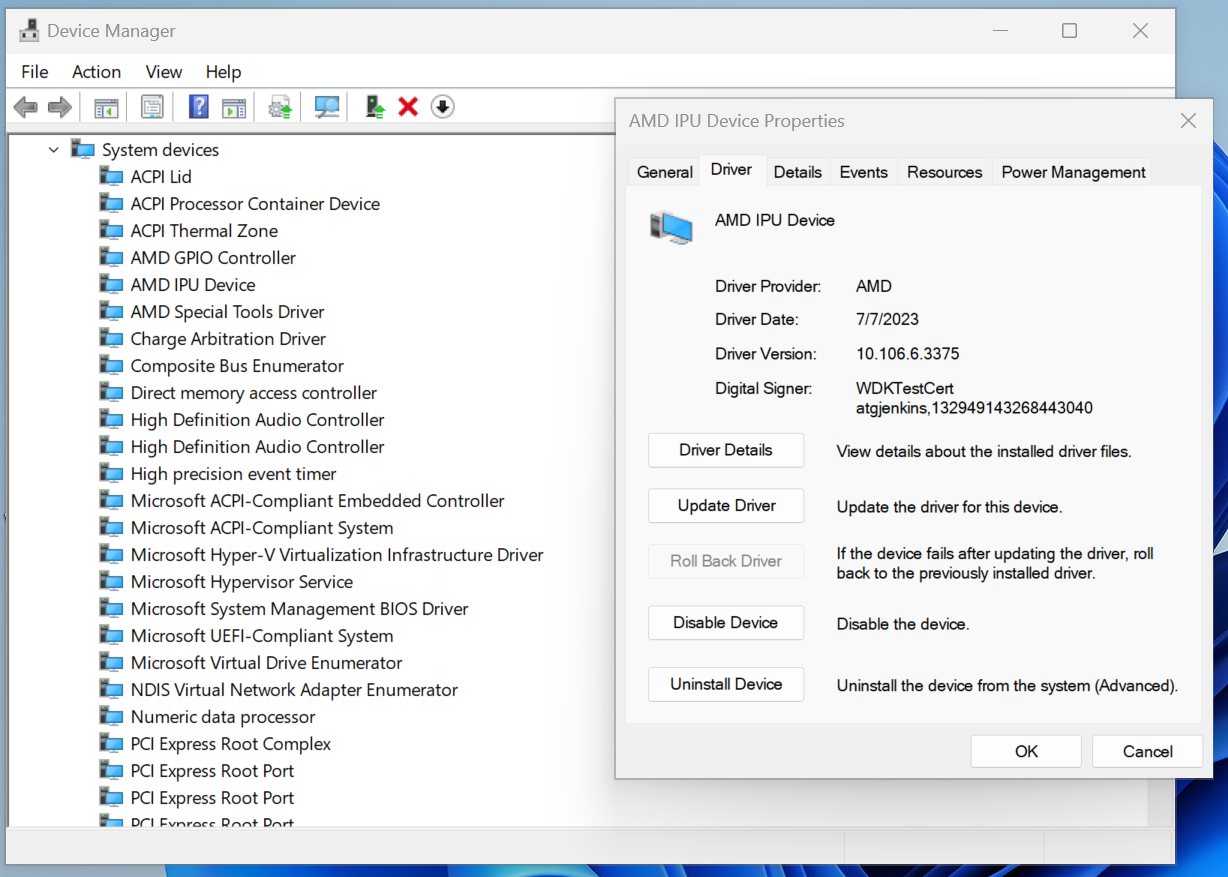 Device Manager
File Action View Help
System devices
ACPI Lid
ACPI Processor Container Device
ACPI Thermal Zone
AMD GPIO Controller
AMD IPU Device
AMD Special Tools Driver
Charge Arbitration Driver
Composite Bus Enumerator
Direct memory access controller
High Definition Audio Controller
High Definition Audio Controller
High precision event timer
Microsoft ACPI-Compliant Embedded Controller
Microsoft ACPI-Compliant System
Microsoft Hyper-V Virtualization Infrastructure Driver
Microsoft Hypervisor Service
Microsoft System Management BIOS Driver
Microsoft UEFI-Compliant System
Microsoft Virtual Drive Enumerator
NDIS Virtual Network Adapter Enumerator
Numeric data processor
PCI Express Root Complex
PCI Express Root Port
PCI Express Root Port
PCI Express Root Port
AMD IPU Device Properties
General Driver Details Events Resources Power Management
AMD IPU Device
Driver Provider: AMD
Driver Date: 7/7/2023
Driver Version: 10.106.6.3375
Digital Signer: WDKTestCert
atgjenkins,132949143268443040
Driver Details View details about the installed driver files.
Update Driver Update the driver for this device.
Roll Back Driver If the device fails after updating the driver, roll
back to the previously installed driver.
Disable Device Disable the device.
Uninstall Device Uninstall the device from the system (Advanced).
OK Cancel